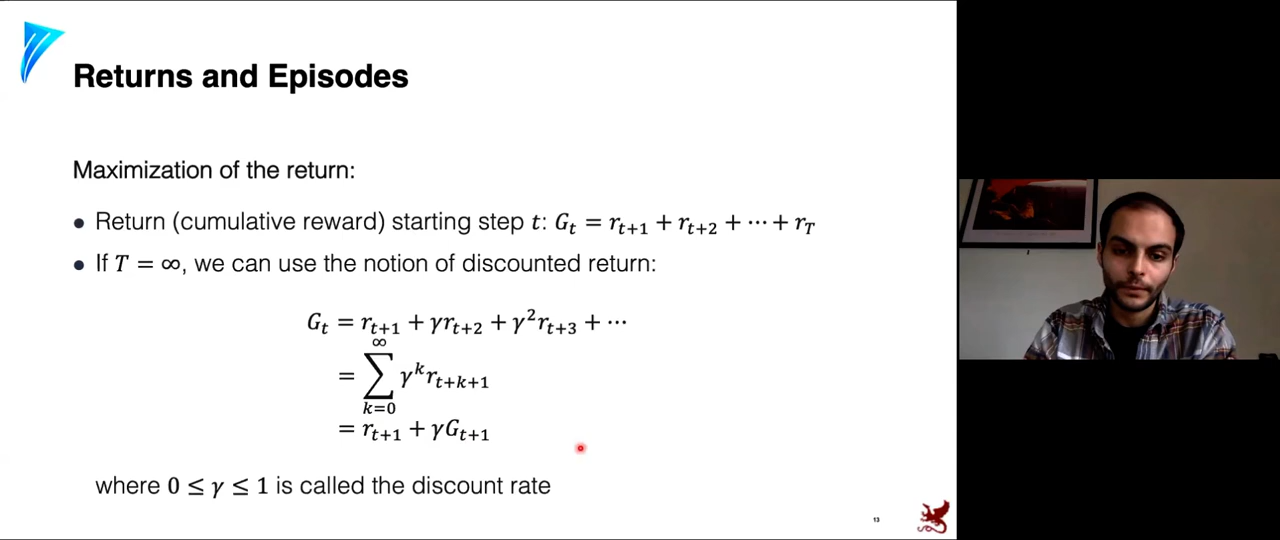 Returns and Episodes
Maximization of the return:
• Return (cumulative reward) starting step t: Gₜ = rₜ₊₁ + rₜ₊₂ + ⋯ + r_T
• If T = ∞, we can use the notion of discounted return:
Gₜ = rₜ₊₁ + γrₜ₊₂ + γ²rₜ₊₃ + ⋯
= ∑_{k=0}^{∞} γᵏrₜ₊ₖ₊₁
= rₜ₊₁ + γGₜ₊₁
where 0 ≤ γ ≤ 1 is called the discount rate
13